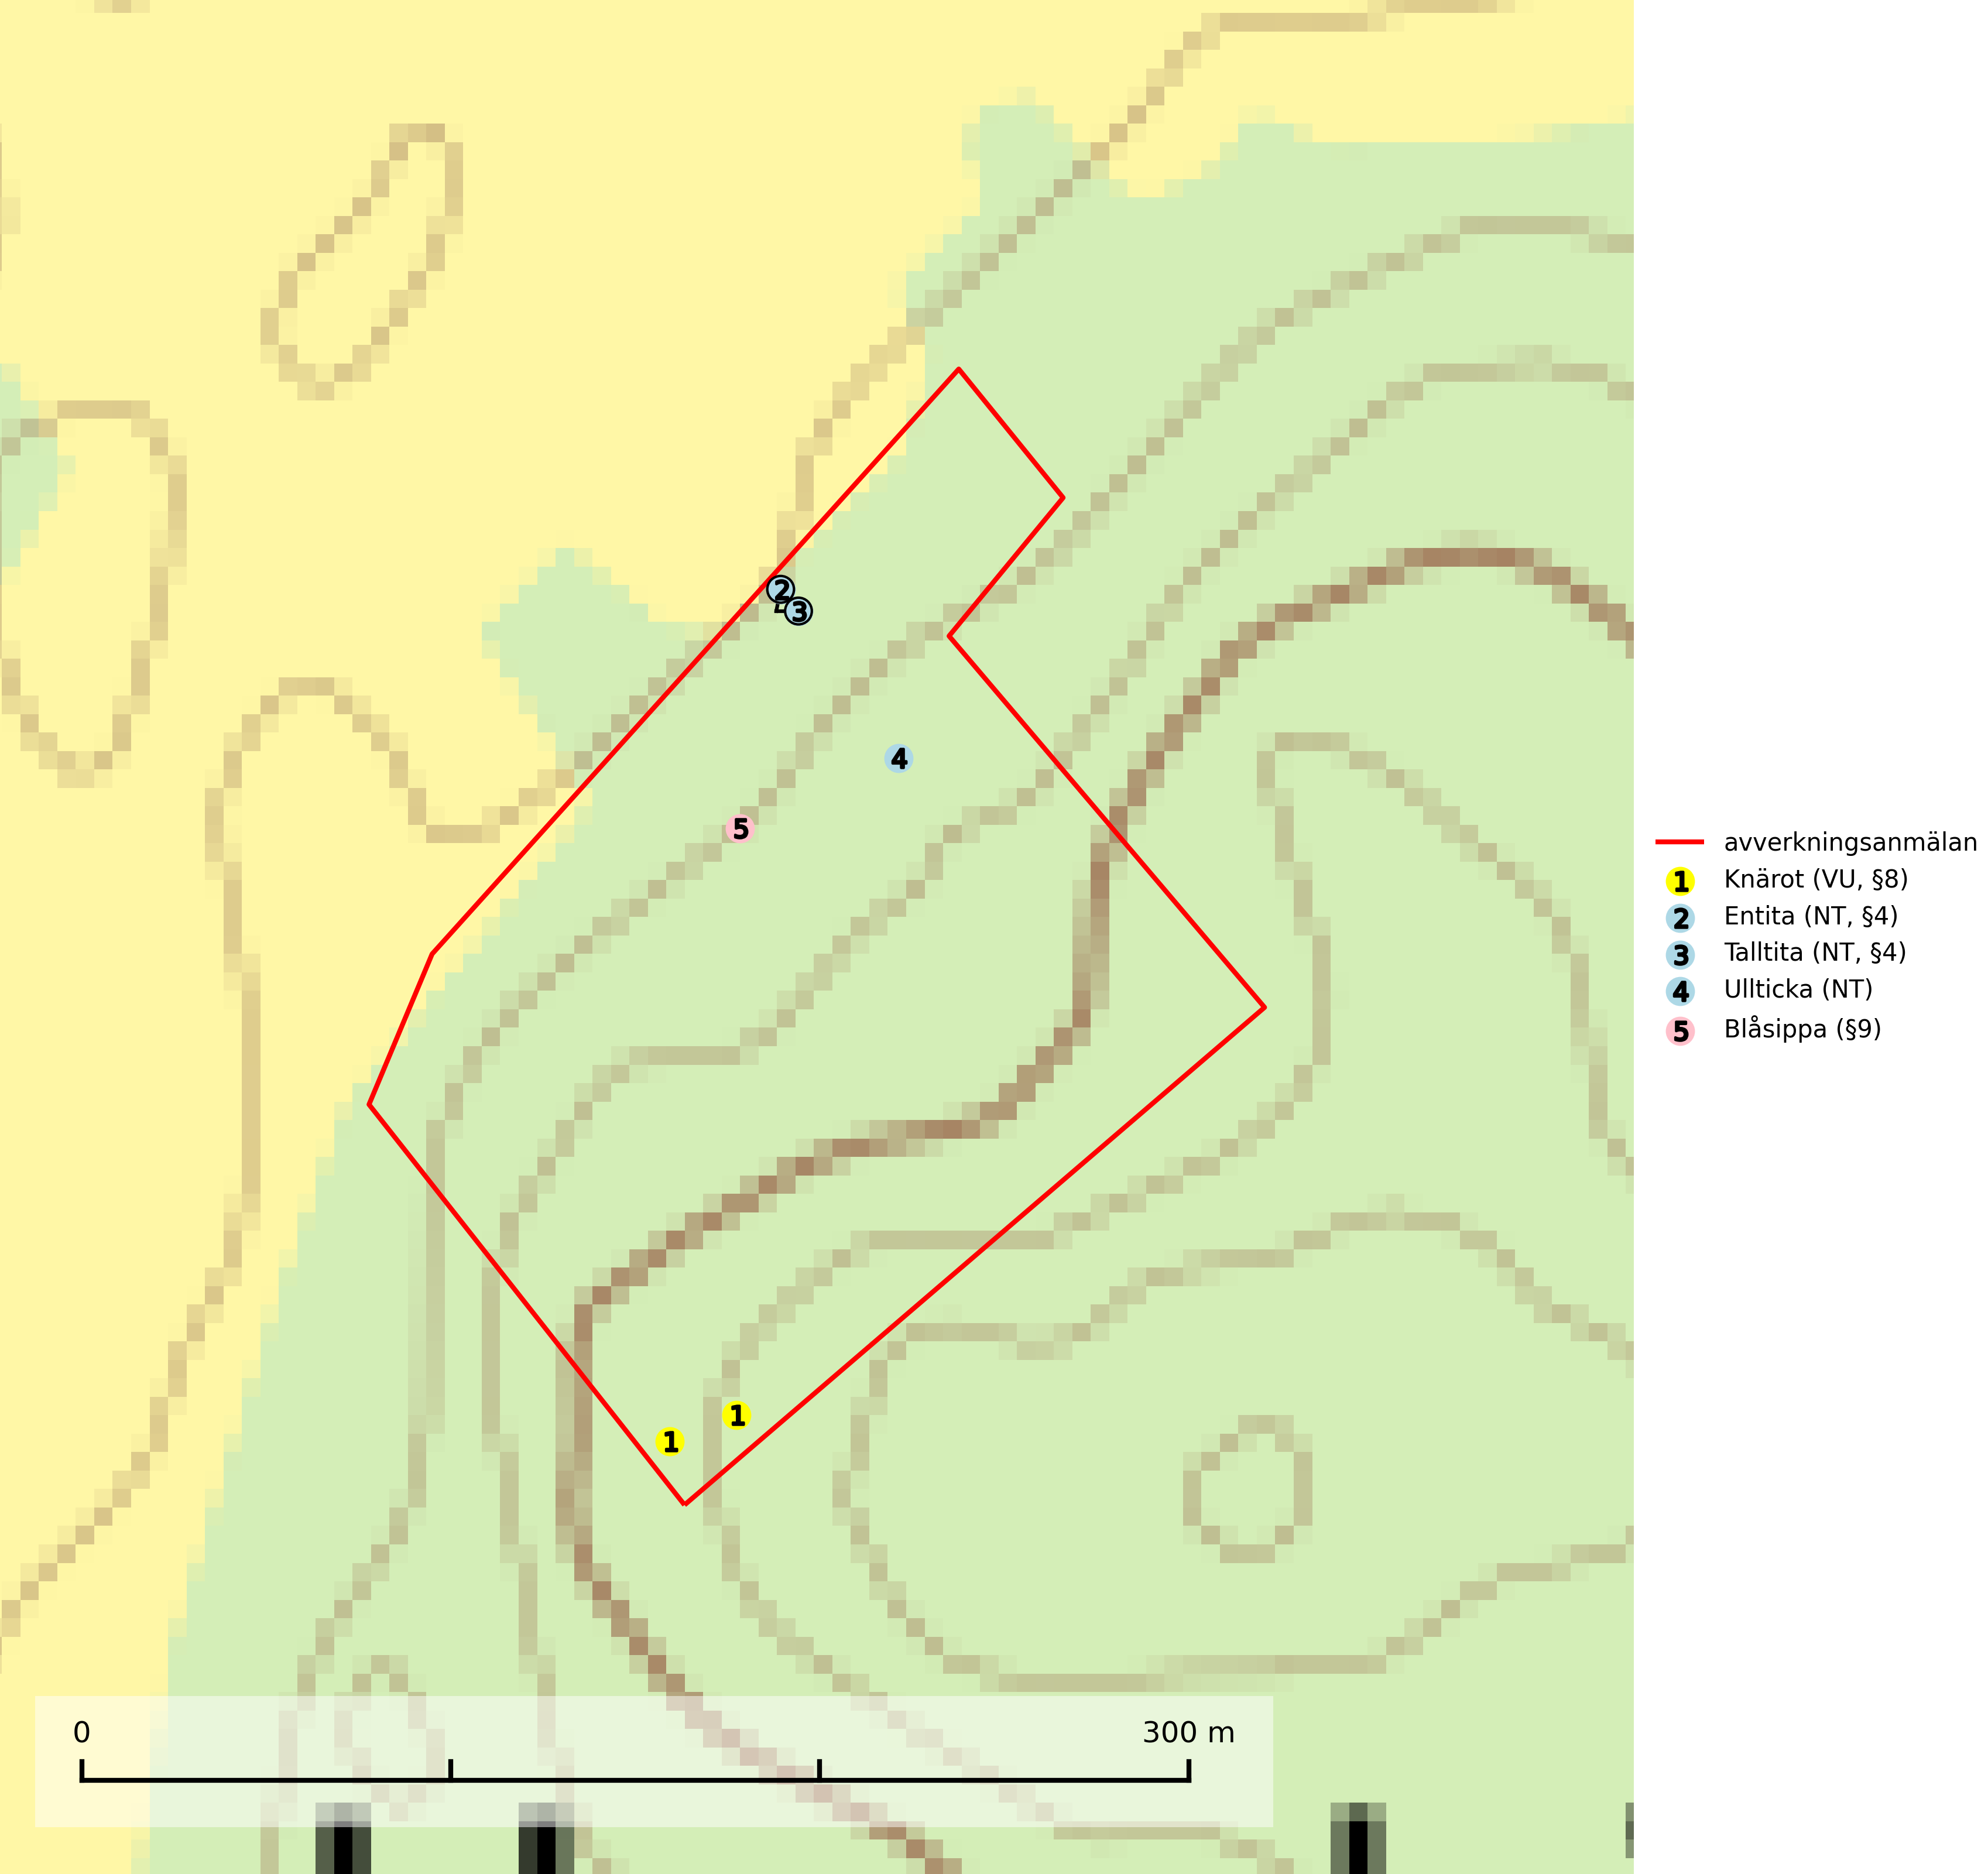 2
3
4
5
1
1
0 300 m
avverkningsanmälan
1 Knärot (VU, §8)
2 Entita (NT, §4)
3 Talltita (NT, §4)
4 Ullticka (NT)
5 Blåsippa (§9)